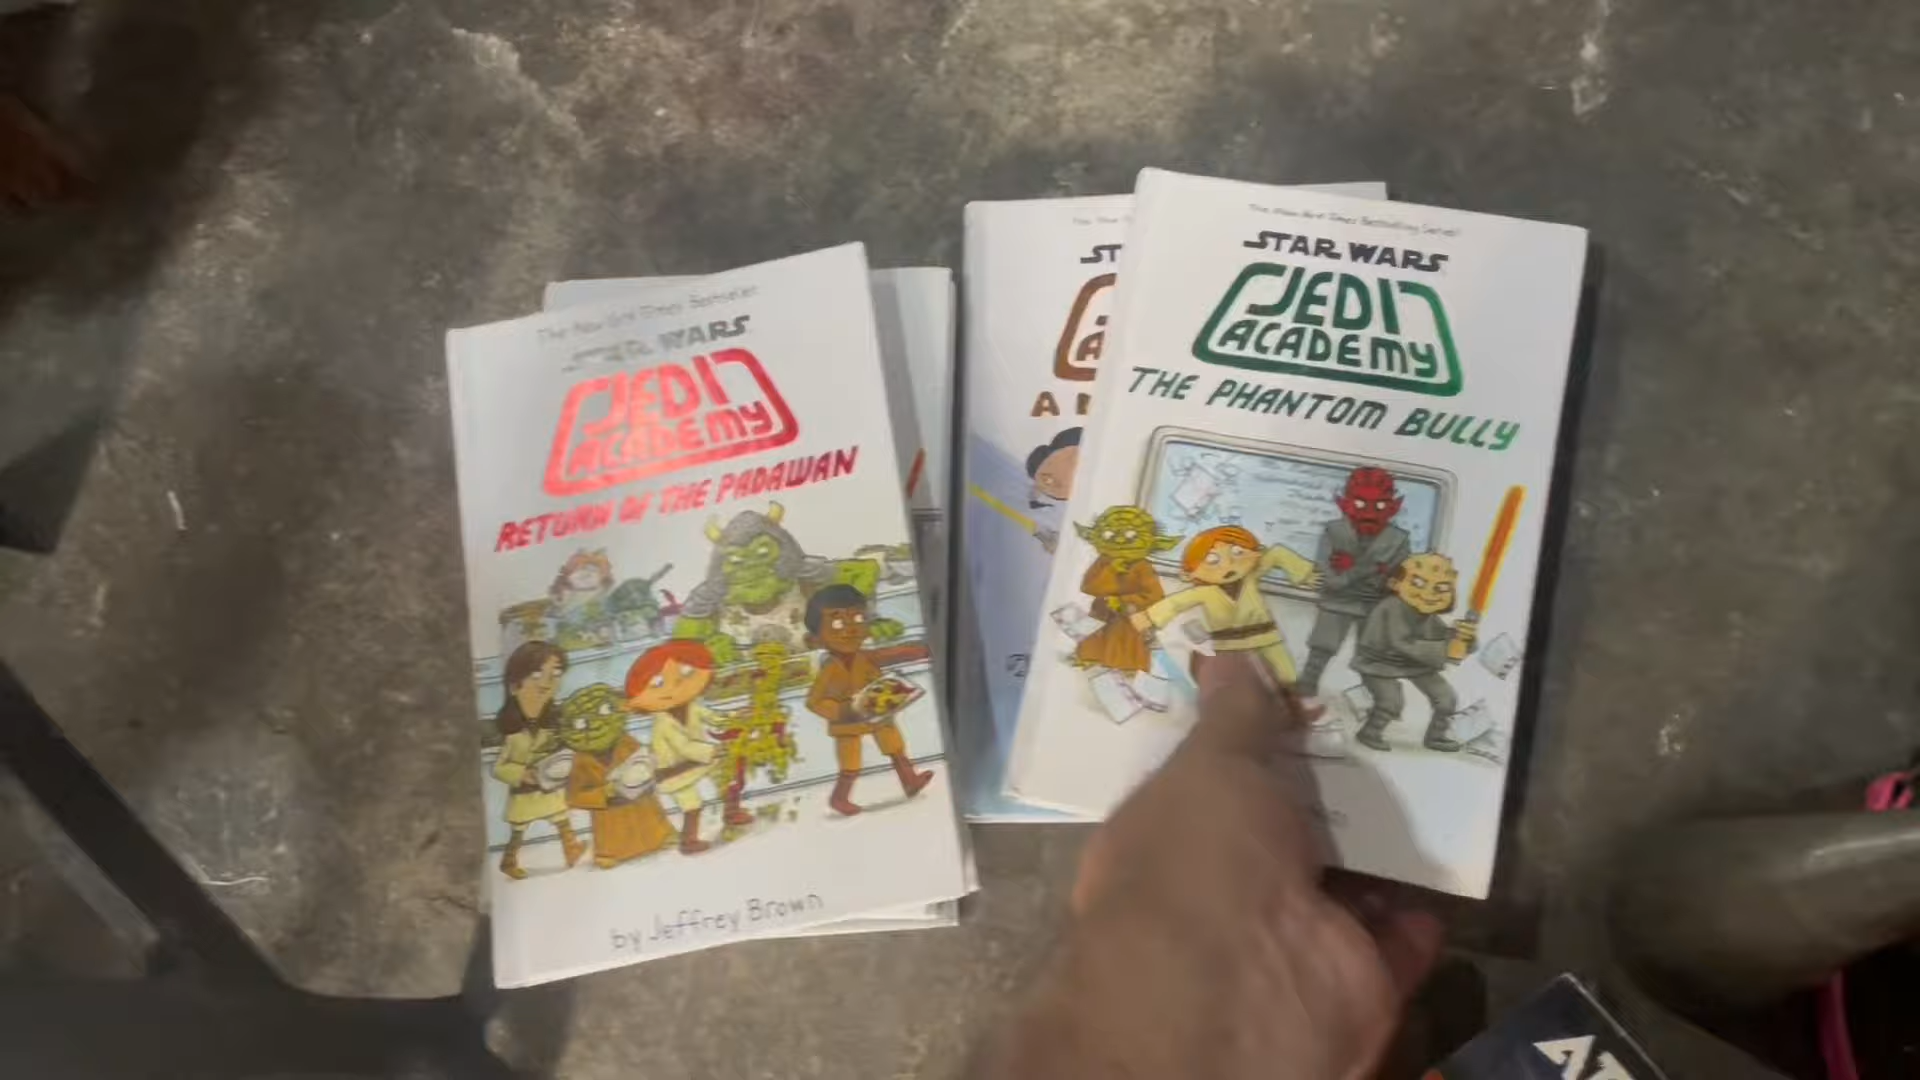 The New York Times Bestseller
STAR WARS
JEDI
ACADEMY
RETURN OF THE PADAWAN
by Jeffrey Brown
ST
A
The New York Times Bestselling Series!
STAR WARS
JEDI
ACADEMY
THE PHANTOM BULLY